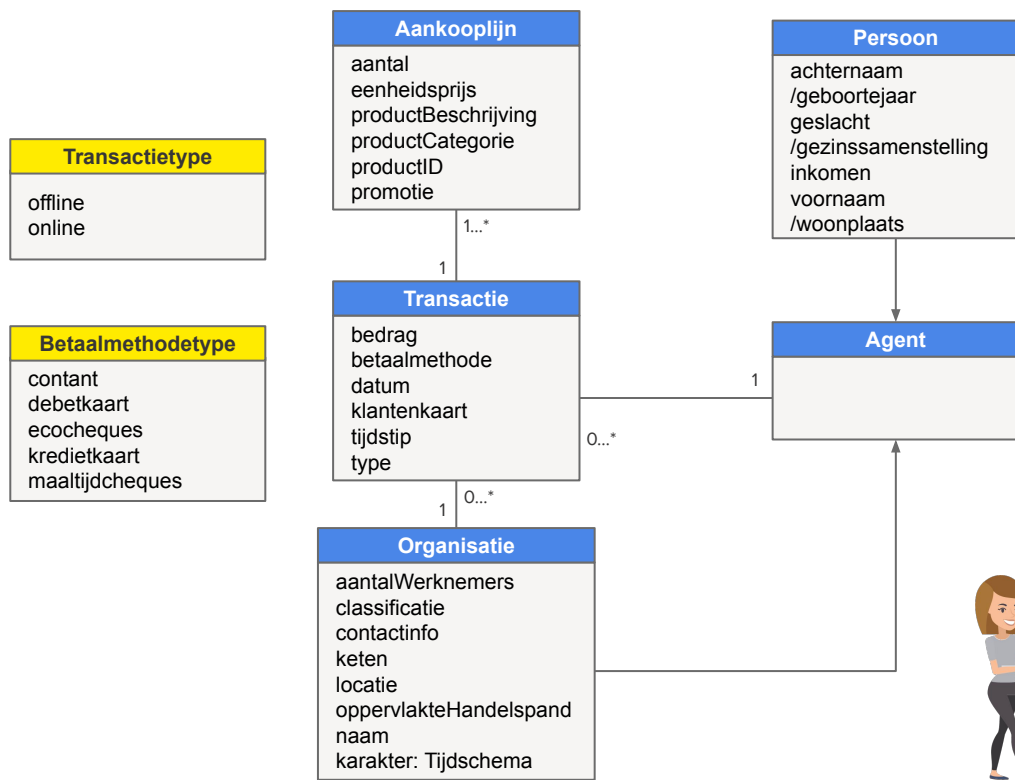 Aankooplijn
aantal
eenheidsprijs
productBeschrijving
productCategorie
productID
promotie
Persoon
achternaam
/geboortejaar
geslacht
/gezinssamenstelling
inkomen
voornaam
/woonplaats
Transactietype
offline
online
1...*
1
Transactie
bedrag
betaalmethode
datum
klantenkaart
tijdstip
type
Agent
1
0...*
Betaalmethodetype
contant
debetkaart
ecocheques
kredietkaart
maaltijdcheques
0...*
1
Organisatie
aantalWerknemers
classificatie
contactinfo
keten
locatie
oppervlakteHandelspand
naam
karakter: Tijdschema